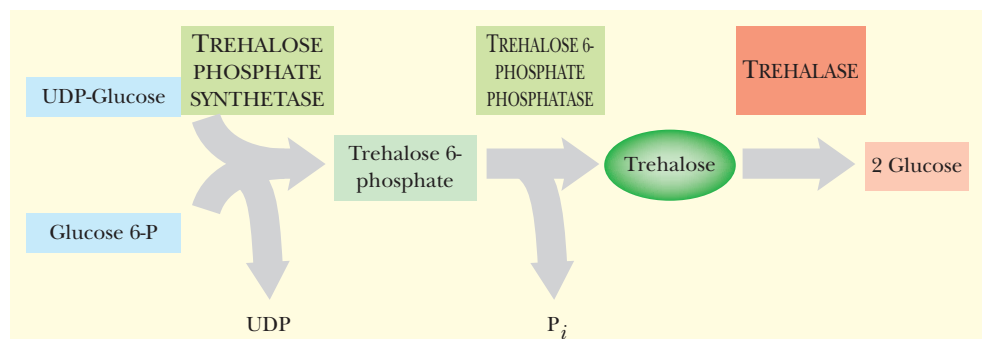 TREHALOSE
PHOSPHATE
SYNTHETASE
TREHALOSE 6-
PHOSPHATE
PHOSPHATASE
TREHALASE
UDP-Glucose
Trehalose 6-
phosphate
Trehalose
2 Glucose
Glucose 6-P
UDP
Pi